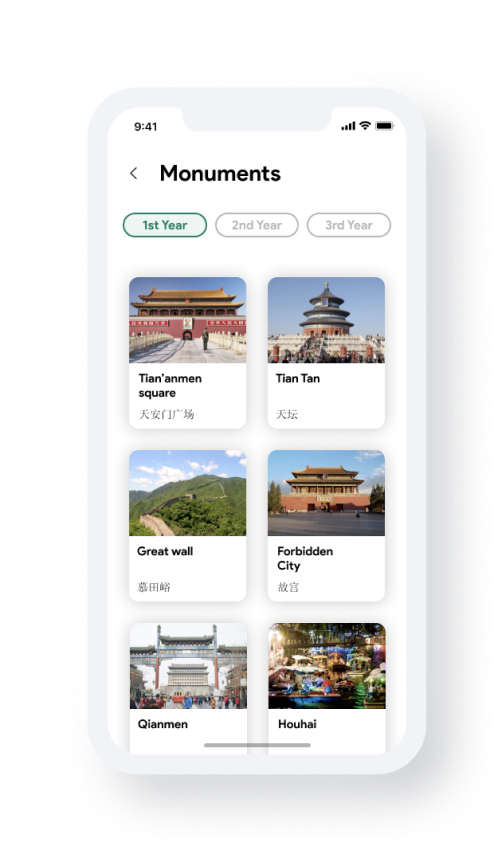 9:41
Monuments
1st Year
2nd Year
3rd Year
Tian'anmen
square
天安门广场
Tian Tan
天坛
Great wall
慕田峪
Forbidden
City
故宫
Qianmen
Houhai